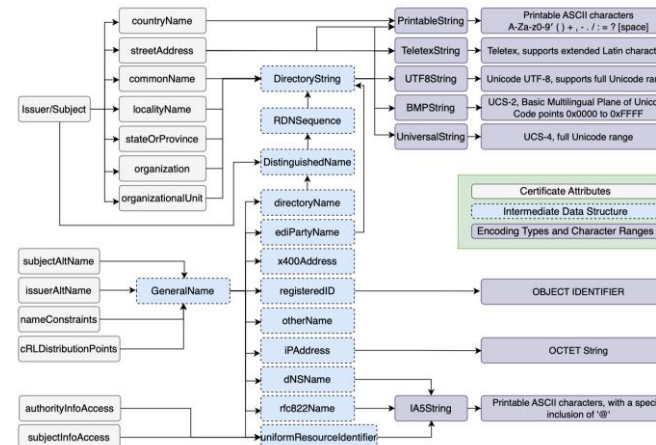 countryName
PrintableString
Printable ASCII characters
A-Za-z0-9' ( ) + , - . / : = ? [space]
streetAddress
TeletexString
Teletex, supports extended Latin charact
commonName
DirectoryString
UTF8String
Unicode UTF-8, supports full Unicode ran
Issuer/Subject
localityName
RDNSequence
BMPString
UCS-2, Basic Multilingual Plane of Unico
Code points 0x0000 to 0xFFFF
stateOrProvince
UniversalString
UCS-4, full Unicode range
organization
DistinguishedName
organizationalUnit
directoryName
Certificate Attributes
ediPartyName
Intermediate Data Structure
Encoding Types and Character Ranges
subjectAltName
x400Address
issuerAltName
GeneralName
registeredID
OBJECT IDENTIFIER
nameConstraints
otherName
cRLDistributionPoints
iPAddress
OCTET String
dNSName
authorityInfoAccess
rfc822Name
IA5String
Printable ASCII characters, with a speci
inclusion of '@'
subjectInfoAccess
uniformResourceIdentifier